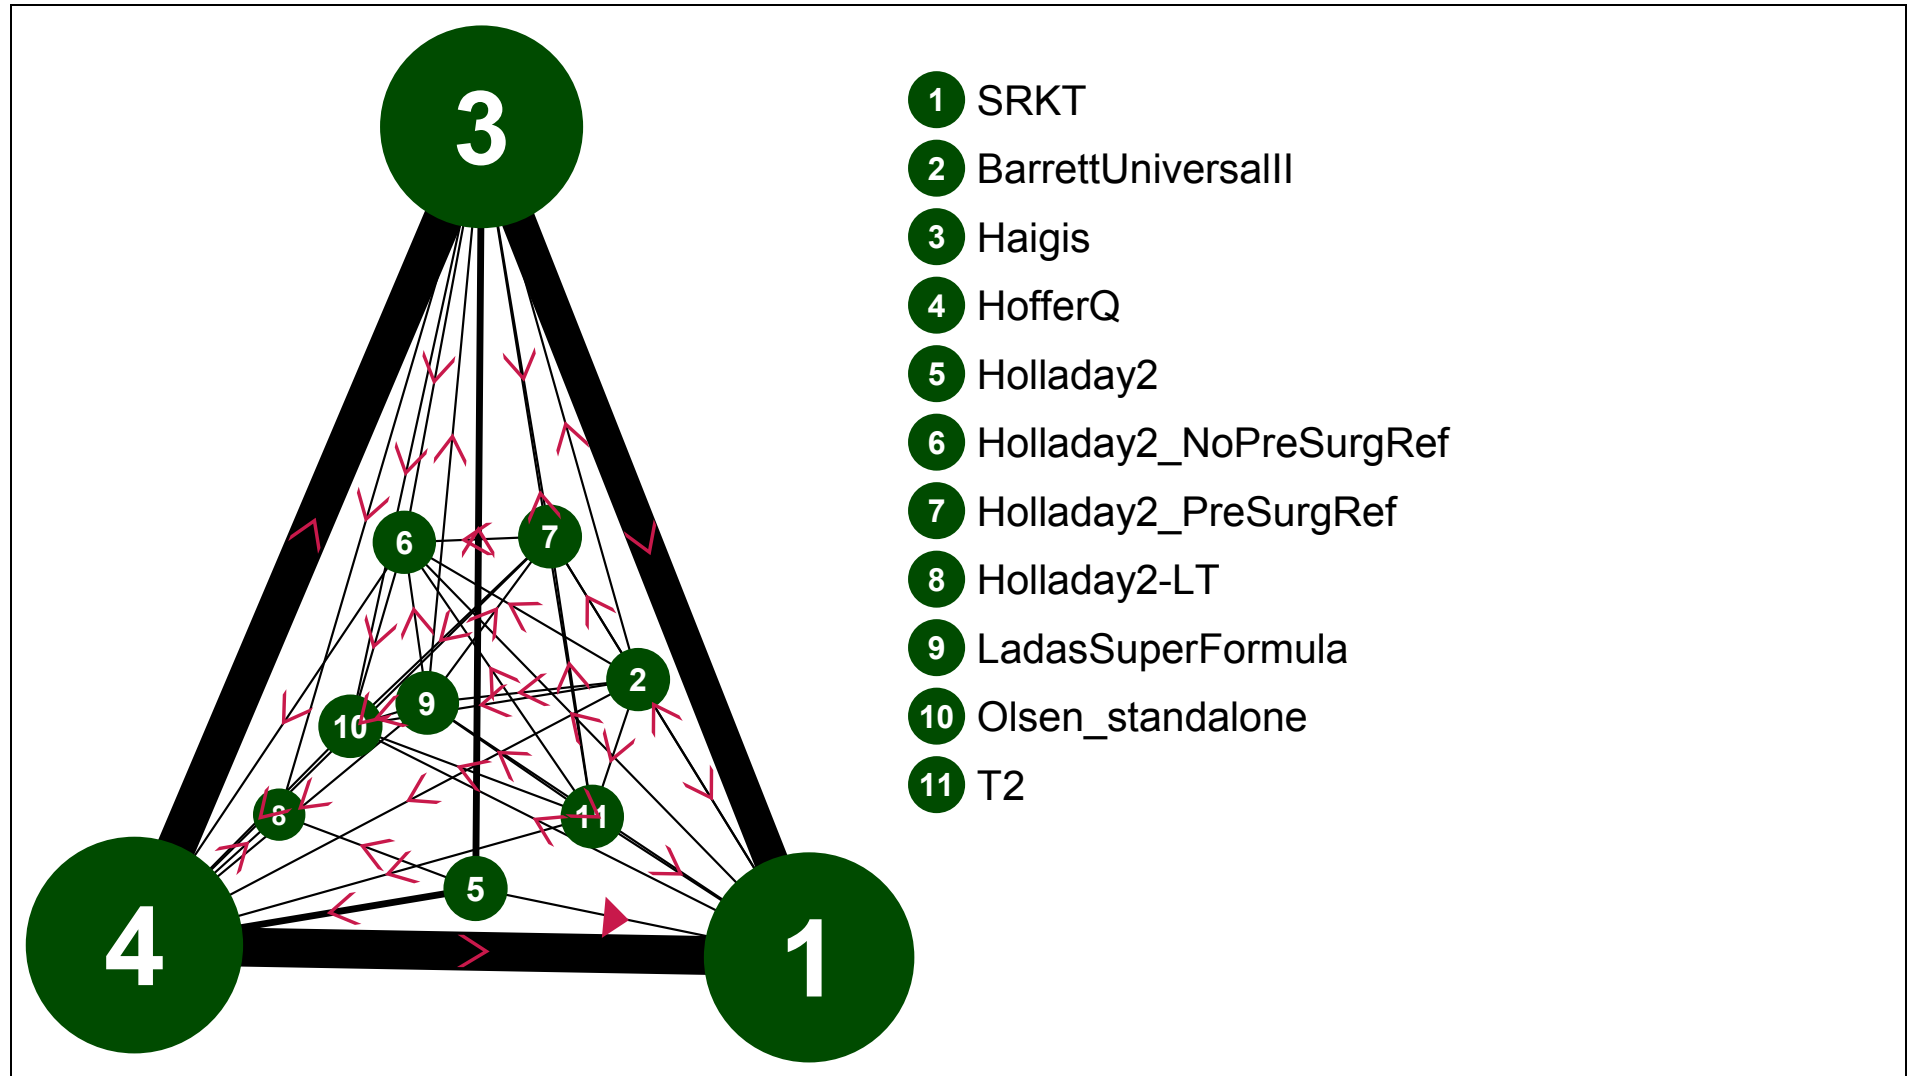 3
6
7
2
9
10
8
11
5
4
1
1 SRKT
2 BarrettUniversalII
3 Haigis
4 HofferQ
5 Holladay2
6 Holladay2_NoPreSurgRef
7 Holladay2_PreSurgRef
8 Holladay2-LT
9 LadasSuperFormula
10 Olsen_standalone
11 T2